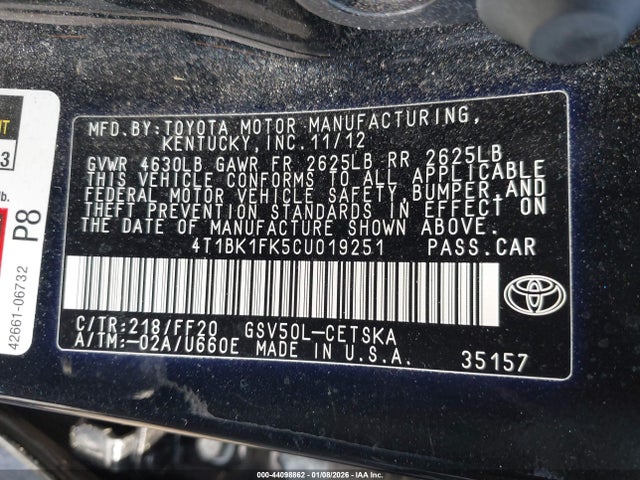 MFD.BY:TOYOTA MOTOR MANUFACTURING,
KENTUCKY,INC.11/12
GVWR 4630LB GAWR FR 2625LB RR 2625LB
THIS VEHICLE CONFORMS TO ALL APPLICABLE
FEDERAL MOTOR VEHICLE SAFETY,BUMPER,AND
THEFT PREVENTION STANDARDS IN EFFECT ON
THE DATE OF MANUFACTURE SHOWN ABOVE.
4T1BK1FK5CU019251 PASS.CAR
C/TR:218/FF20 GSV50L-CETSKA
A/TM:-02A/U660E MADE IN U.S.A. 35157
TOYOTA
3
lb.
P8
42661-06732
000-44098862 - 01/08/2026 - IAA Inc.